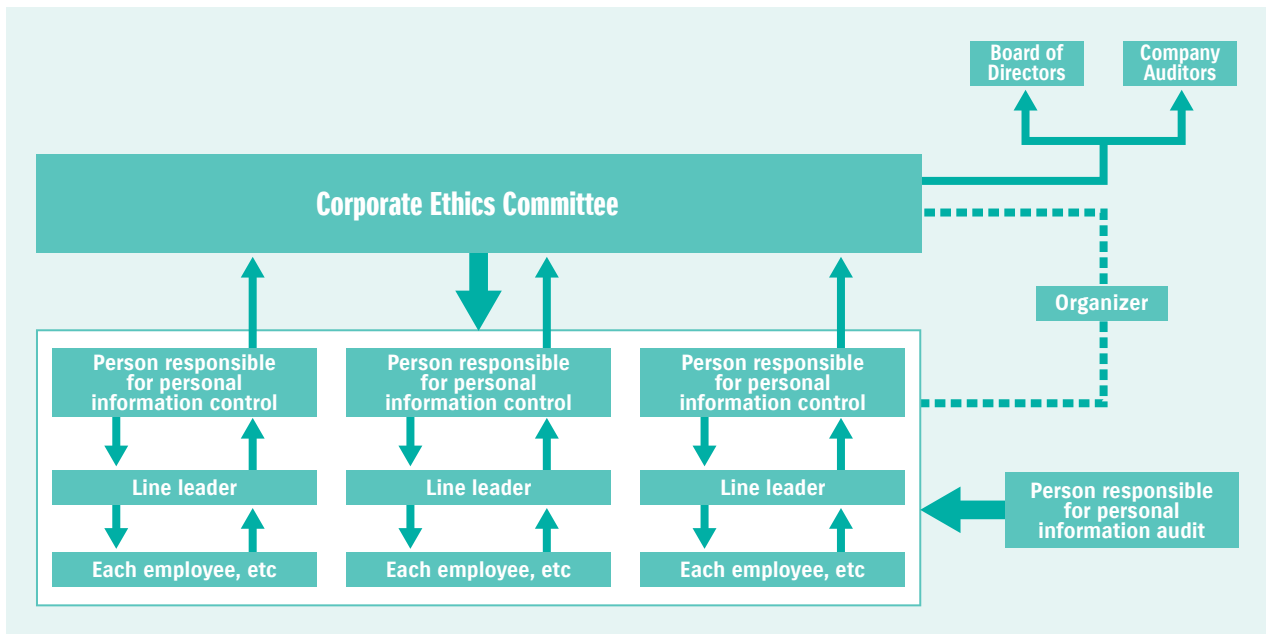 Board of
Directors
Company
Auditors
Corporate Ethics Committee
Organizer
Person responsible
for personal
information control
Person responsible
for personal
information control
Person responsible
for personal
information control
Line leader
Line leader
Line leader
Person responsible
for personal
information audit
Each employee, etc
Each employee, etc
Each employee, etc